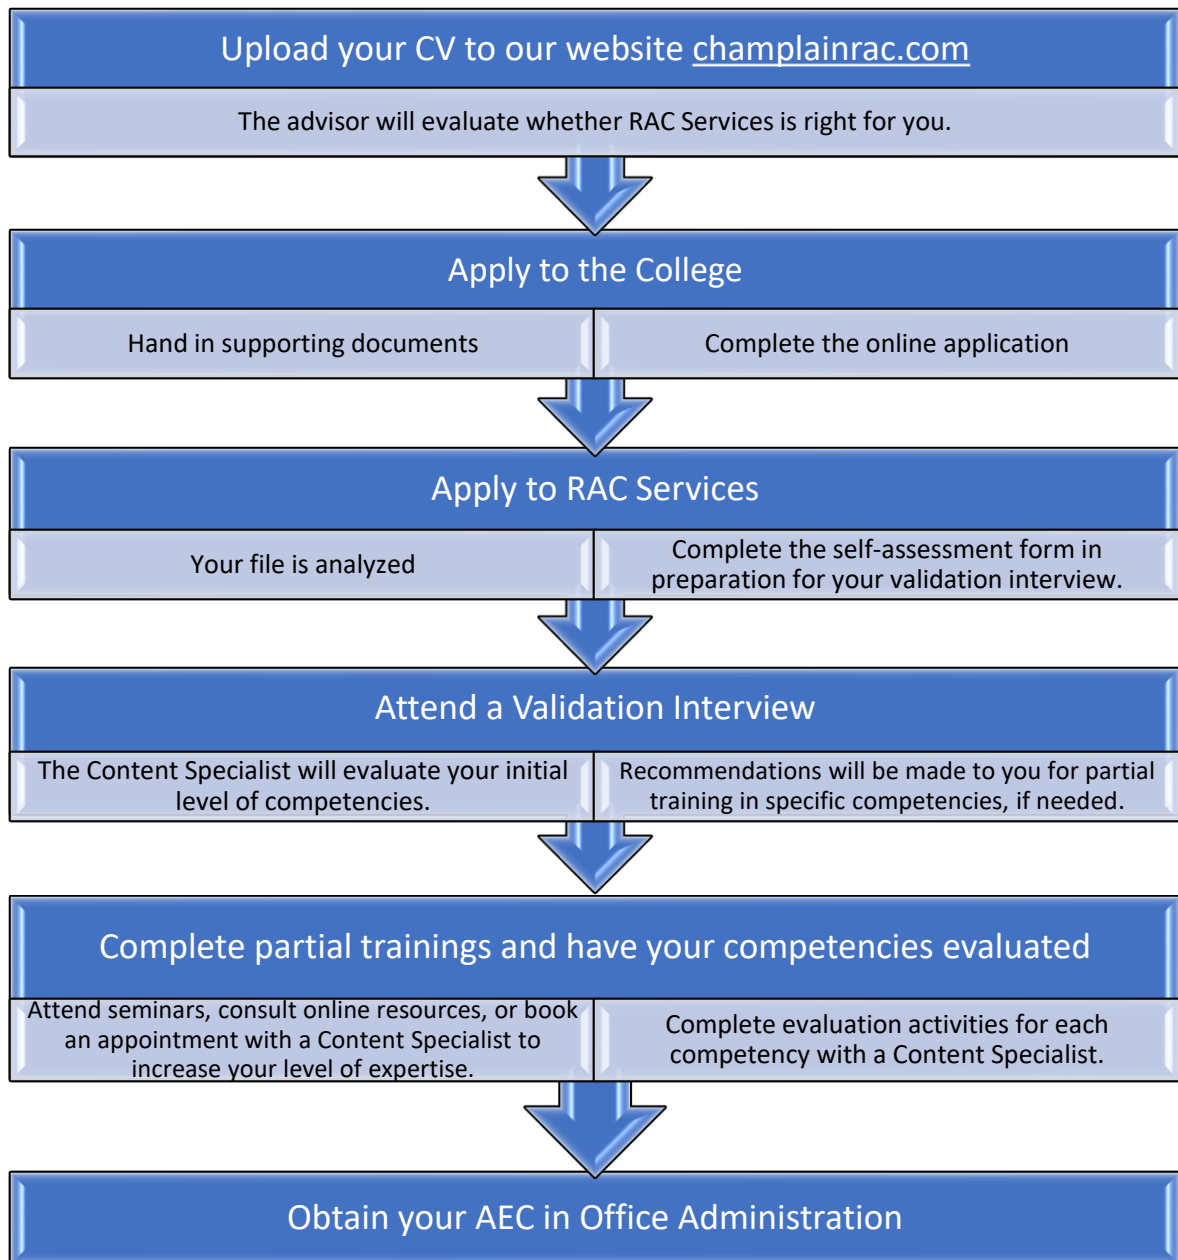 Upload your CV to our website champlainrac.com
The advisor will evaluate whether RAC Services is right for you.
Apply to the College
Hand in supporting documents
Complete the online application
Apply to RAC Services
Your file is analyzed
Complete the self-assessment form in
preparation for your validation interview.
Attend a Validation Interview
The Content Specialist will evaluate your initial
level of competencies.
Recommendations will be made to you for partial
training in specific competencies, if needed.
Complete partial trainings and have your competencies evaluated
Attend seminars, consult online resources, or book
an appointment with a Content Specialist to
increase your level of expertise.
Complete evaluation activities for each
competency with a Content Specialist.
Obtain your AEC in Office Administration